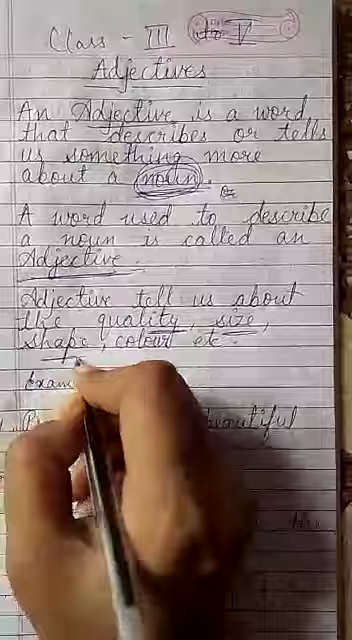 Class - III to V
Adjectives
An Adjective is a word
that describes or tells
us something more
about a noun.
or
A word used to describe
a noun is called an
Adjective.
Adjective tell us about
the quality, size,
shape, colour etc.
beautiful